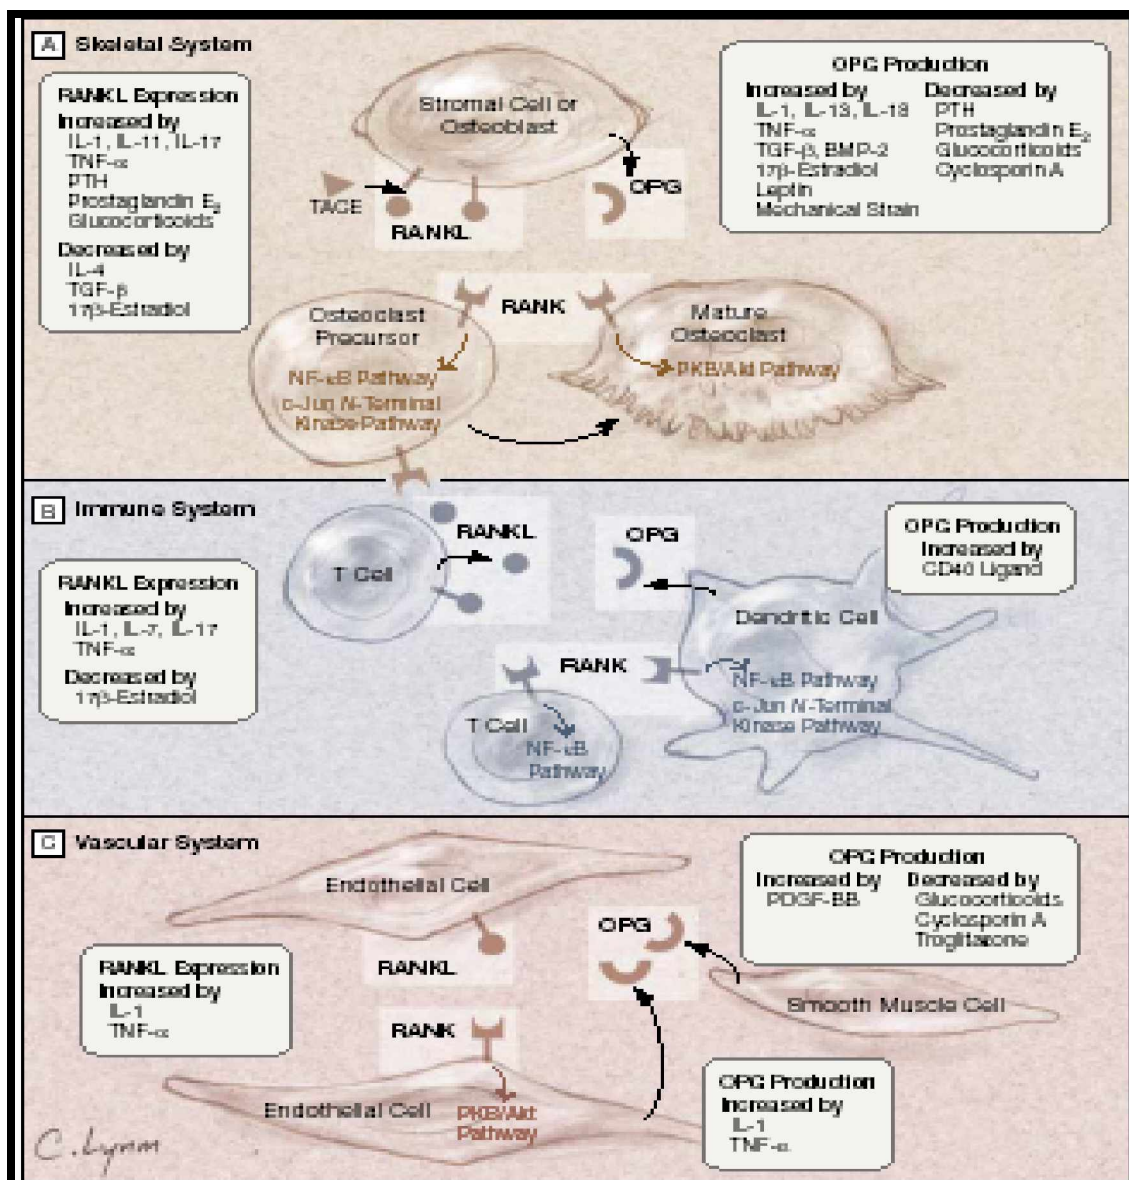 A Skeletal System
RANKL Expression
Increased by
IL-1, IL-11, IL-17
TNF-α
PTH
Prostaglandin E2
Glucocorticoids
Decreased by
IL-4
TGF-β
17β-Estradiol
Stromal Cell or
Osteoblast
TACE
RANKL
OPG
OPG Production
Increased by
IL-1, IL-13, IL-18
TNF-α
TGF-β, BMP-2
17β-Estradiol
Leptin
Mechanical Strain
Decreased by
PTH
Prostaglandin E2
Glucocorticoids
Cyclosporin A
RANK
Osteoclast
Precursor
NF-κB Pathway
c-Jun N-Terminal
Kinase Pathway
Mature
Osteoclast
PKB/Akt Pathway
B Immune System
RANKL Expression
Increased by
IL-1, IL-7, IL-17
TNF-α
Decreased by
17β-Estradiol
T Cell
RANKL
OPG
OPG Production
Increased by
CD40 Ligand
Dendritic Cell
NF-κB Pathway
c-Jun N-Terminal
Kinase Pathway
RANK
T Cell
NF-κB
Pathway
C Vascular System
Endothelial Cell
RANKL
RANKL Expression
Increased by
IL-1
TNF-α
OPG
OPG Production
Increased by
PDGF-BB
Decreased by
Glucocorticoids
Cyclosporin A
Troglitazone
Smooth Muscle Cell
RANK
Endothelial Cell
PKB/Akt
Pathway
OPG Production
Increased by
IL-1
TNF-α
C. Lynm